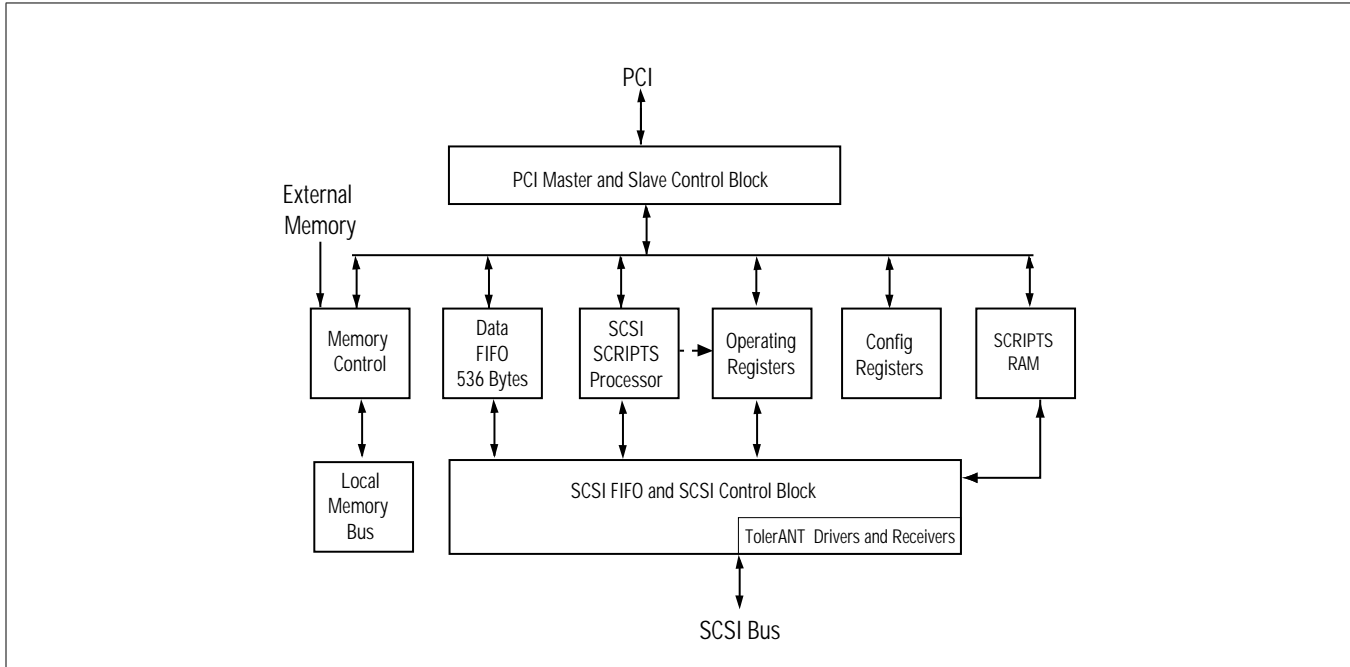 PCI
PCI Master and Slave Control Block
External
Memory
Memory
Control
Data
FIFO
536 Bytes
SCSI
SCRIPTS
Processor
Operating
Registers
Config
Registers
SCRIPTS
RAM
Local
Memory
Bus
SCSI FIFO and SCSI Control Block
TolerANT Drivers and Receivers
SCSI Bus